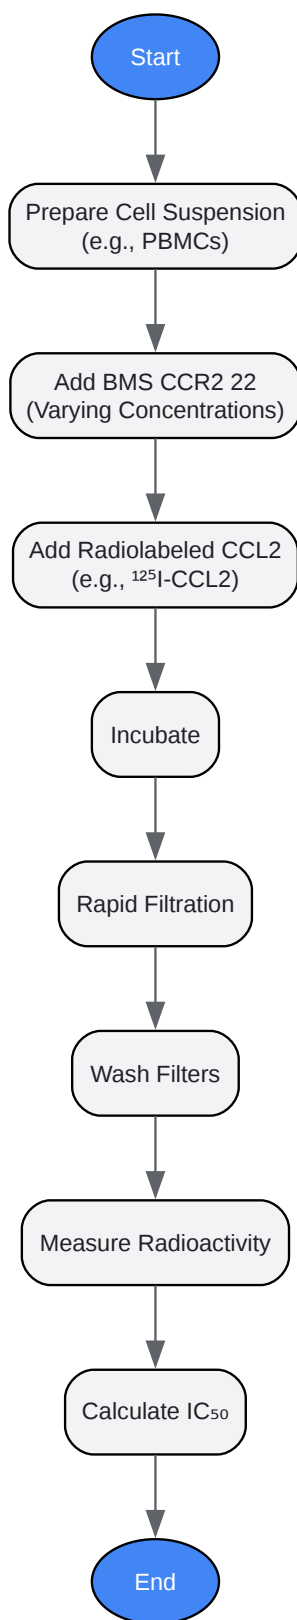 Start
Prepare Cell Suspension
(e.g., PBMCs)
Add BMS CCR2 22
(Varying Concentrations)
Add Radiolabeled CCL2
(e.g., ¹²⁵I-CCL2)
Incubate
Rapid Filtration
Wash Filters
Measure Radioactivity
Calculate IC₅₀
End